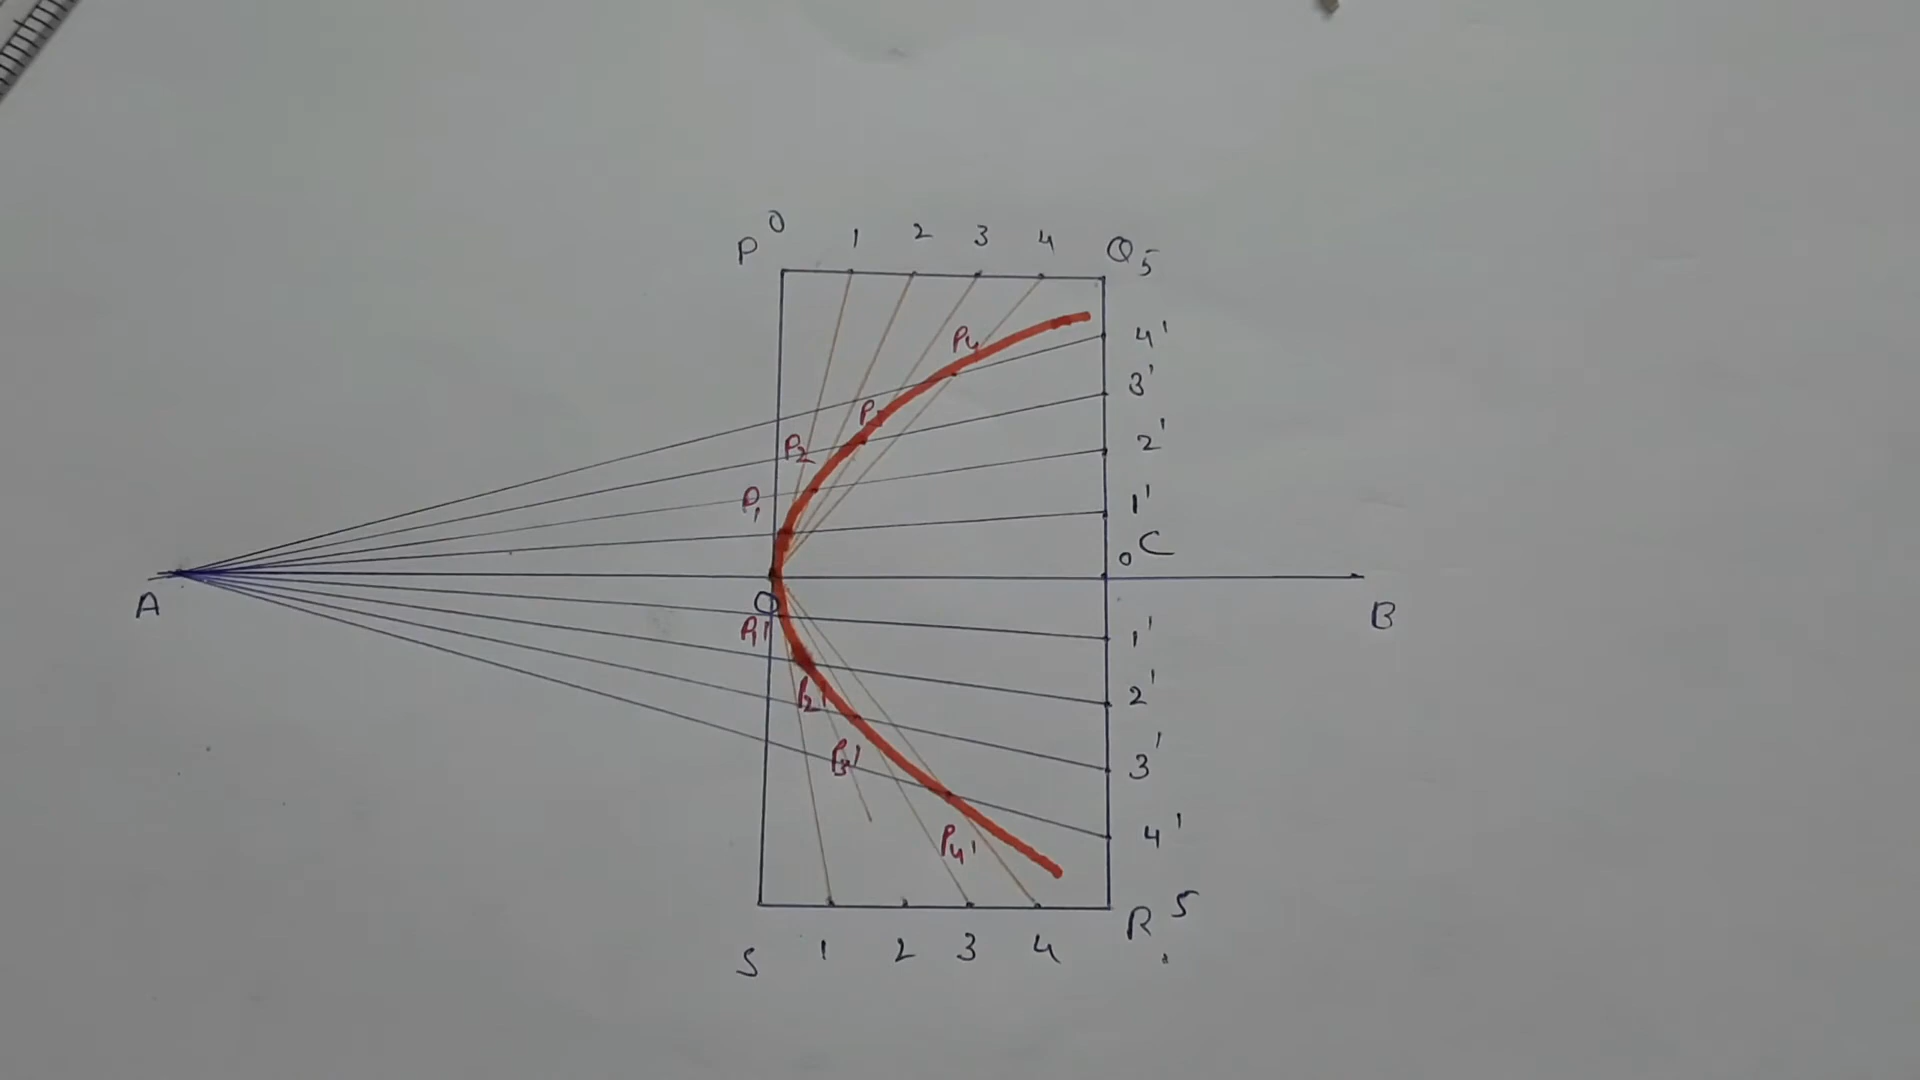 P 0 1 2 3 4 Q 5
P4 4'
3'
P2 2'
P1 1'
0 C
A O B
P1' 1'
P2' 2'
P3' 3'
P4' 4'
S 1 2 3 4 R 5